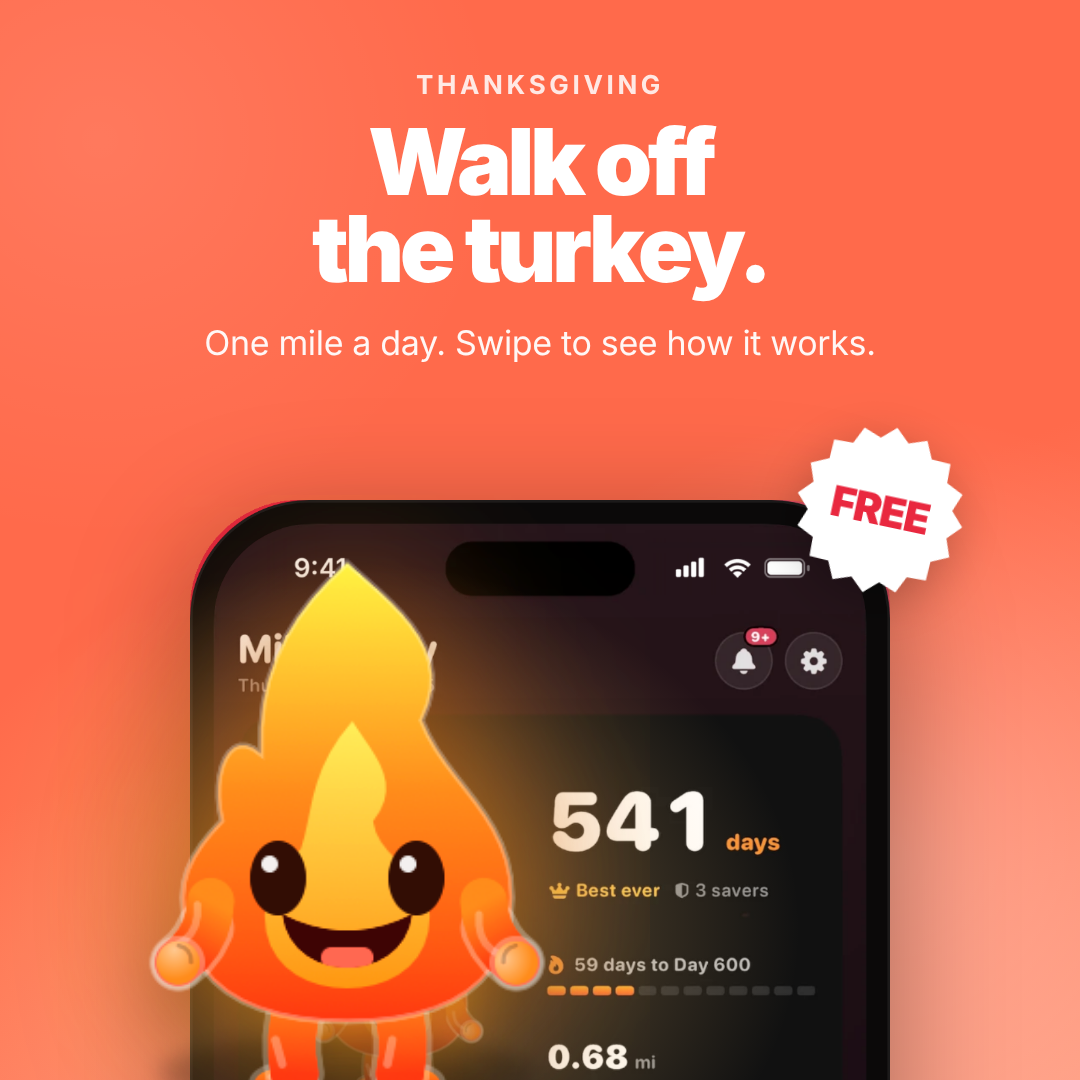 THANKSGIVING
Walk off
the turkey.
One mile a day. Swipe to see how it works.
FREE
9:41
9+
541 days
Best ever 3 savers
59 days to Day 600
0.68 mi